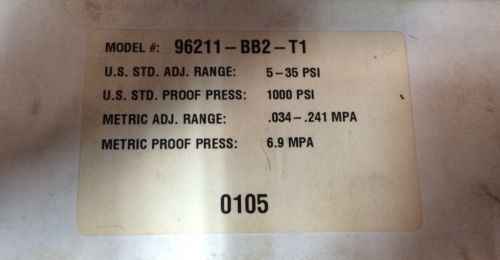 MODEL #: 96211-BB2-T1
U.S. STD. ADJ. RANGE: 5-35 PSI
U.S. STD. PROOF PRESS: 1000 PSI
METRIC ADJ. RANGE: .034-.241 MPA
METRIC PROOF PRESS: 6.9 MPA
0105